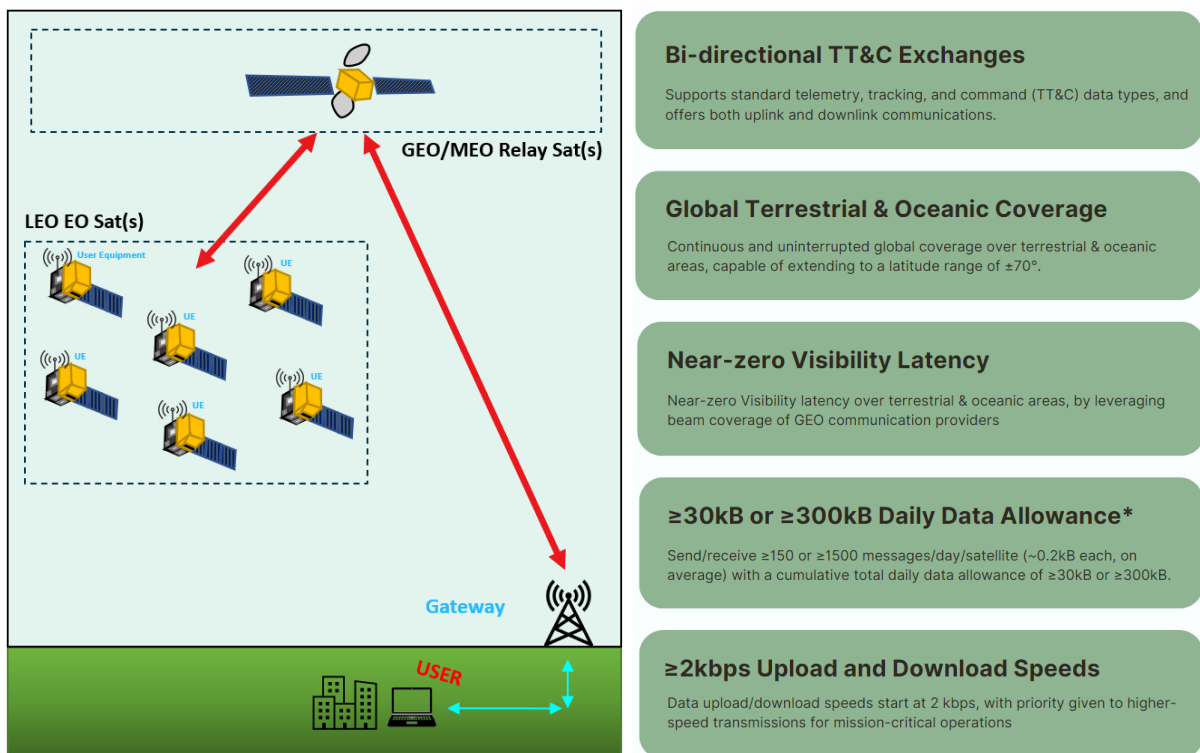 GEO/MEO Relay Sat(s)
LEO EO Sat(s)
User Equipment
UE
UE
UE
UE
UE
Gateway
USER
Bi-directional TT&C Exchanges
Supports standard telemetry, tracking, and command (TT&C) data types, and
offers both uplink and downlink communications.
Global Terrestrial & Oceanic Coverage
Continuous and uninterrupted global coverage over terrestrial & oceanic
areas, capable of extending to a latitude range of ±70°.
Near-zero Visibility Latency
Near-zero Visibility latency over terrestrial & oceanic areas, by leveraging
beam coverage of GEO communication providers
≥30kB or ≥300kB Daily Data Allowance*
Send/receive ≥150 or ≥1500 messages/day/satellite (~0.2kB each, on
average) with a cumulative total daily data allowance of ≥30kB or ≥300kB.
≥2kbps Upload and Download Speeds
Data upload/download speeds start at 2 kbps, with priority given to higher-
speed transmissions for mission-critical operations